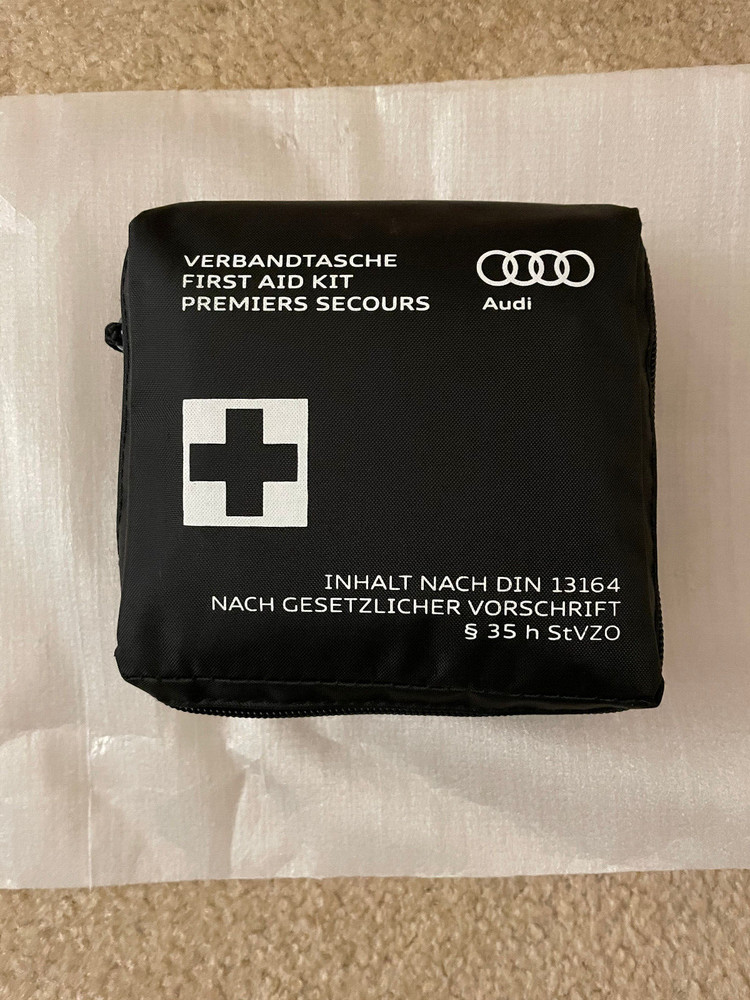 VERBANDTASCHE
FIRST AID KIT
PREMIERS SECOURS
Audi
INHALT NACH DIN 13164
NACH GESETZLICHER VORSCHRIFT
§ 35 h StVZO